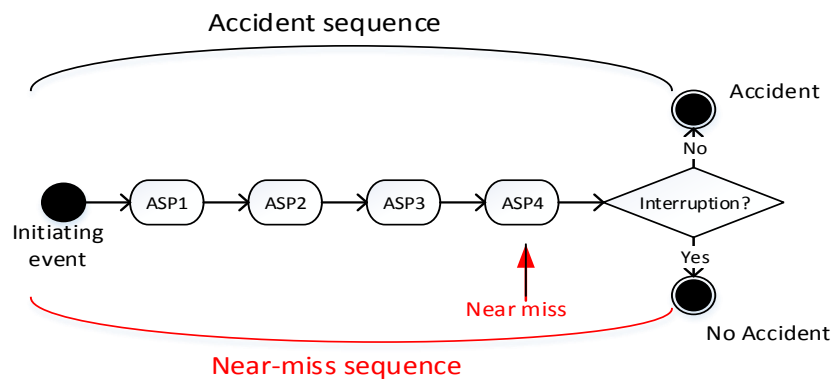 Accident sequence
Accident
No
ASP1
ASP2
ASP3
ASP4
Interruption?
Initiating
event
Yes
Near miss
No Accident
Near-miss sequence